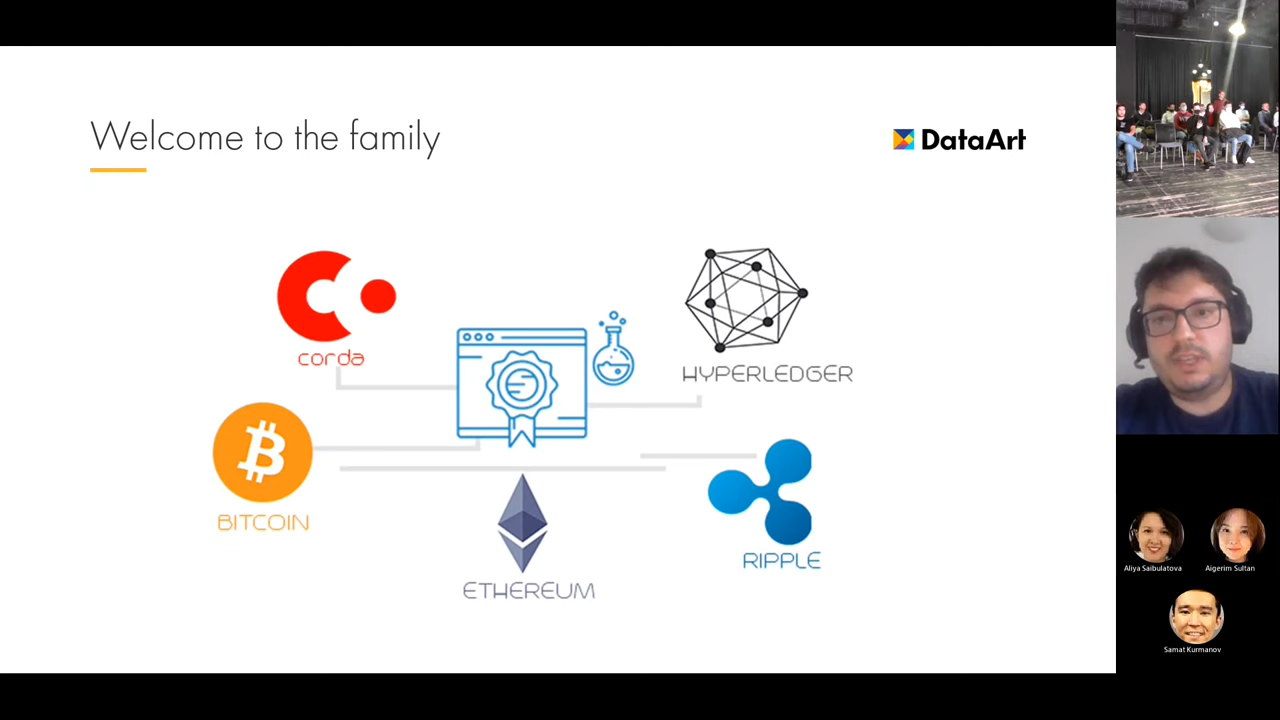 Welcome to the family
DataArt
corda
HYPERLEDGER
BITCOIN
ETHEREUM
RIPPLE
Aliya Saibulatova
Aigerim Sultan
Samat Kurmanov